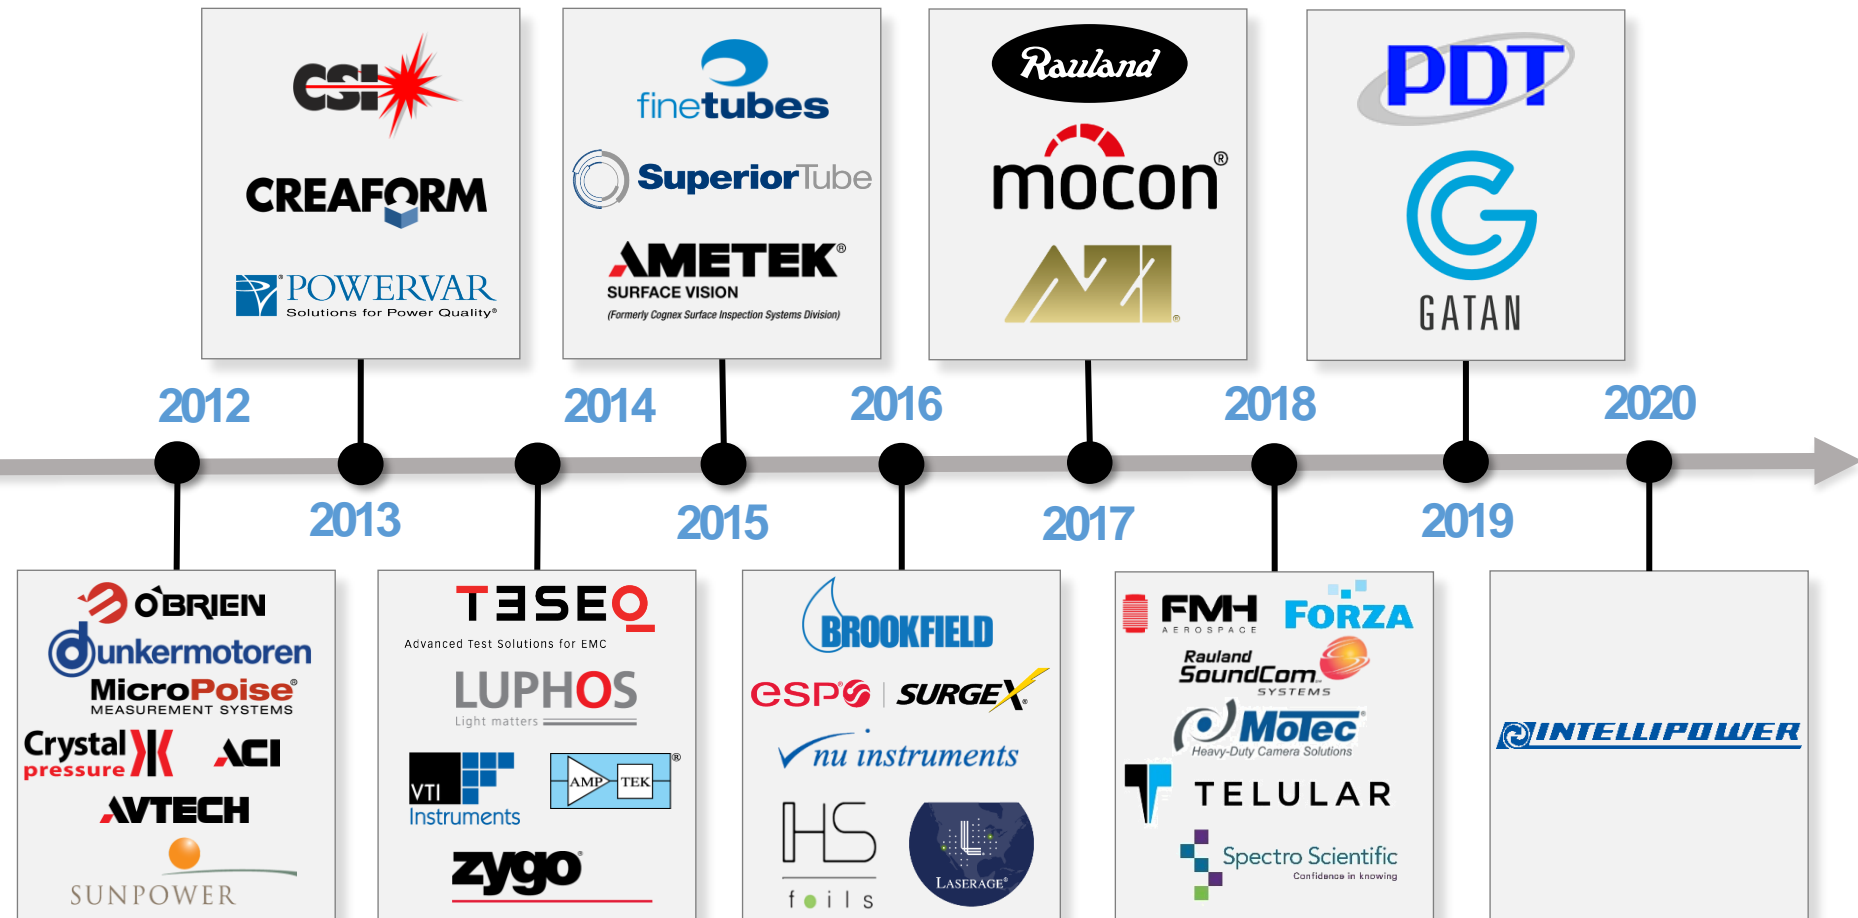 CSI
CREAFORM
POWERVAR®
Solutions for Power Quality®
finetubes
SuperiorTube
AMETEK®
SURFACE VISION
(Formerly Cognex Surface Inspection Systems Division)
Rauland
mocon®
AZI®
PDT
GATAN
2012
2014
2016
2018
2020
2013
2015
2017
2019
O'BRIEN
dunkermotoren
MicroPoise®
MEASUREMENT SYSTEMS
Crystal
pressure
ACI
AVTECH
SUNPOWER
TESEQ
Advanced Test Solutions for EMC
LUPHOS
Light matters
VTI
Instruments
AMP TEK®
zygo®
BROOKFIELD
esp SURGEX®
nu instruments
HS
foils
L
LASERAGE®
FMH
AEROSPACE
FORZA
Rauland
SoundCom™
SYSTEMS
MoTec®
Heavy-Duty Camera Solutions
TELULAR
Spectro Scientific
Confidence in knowing
INTELLIPOWER